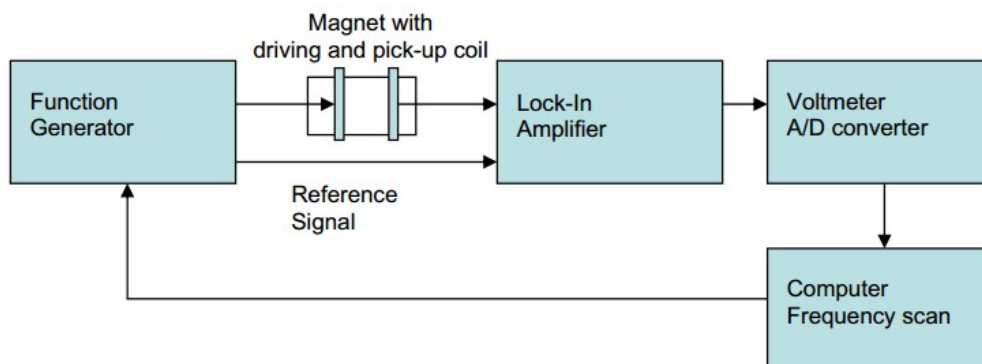 Magnet with
driving and pick-up coil
Function
Generator
Lock-In
Amplifier
Voltmeter
A/D converter
Reference
Signal
Computer
Frequency scan